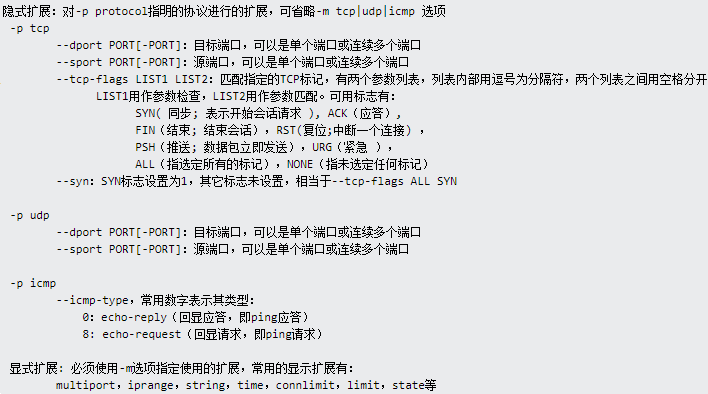 隐式扩展：对-p protocol指明的协议进行的扩展，可省略-m tcp|udp|icmp 选项
-p tcp
--dport PORT[-PORT]：目标端口，可以是单个端口或连续多个端口
--sport PORT[-PORT]：源端口，可以是单个端口或连续多个端口
--tcp-flags LIST1 LIST2：匹配指定的TCP标记，有两个参数列表，列表内部用逗号为分隔符，两个列表之间用空格分开
LIST1用作参数检查，LIST2用作参数匹配。可用标志有：
SYN( 同步; 表示开始会话请求 ), ACK（应答）,
FIN（结束; 结束会话），RST(复位;中断一个连接) ，
PSH（推送; 数据包立即发送），URG（紧急 ），
ALL（指选定所有的标记），NONE（指未选定任何标记）
--syn：SYN标志设置为1，其它标志未设置，相当于--tcp-flags ALL SYN
-p udp
--dport PORT[-PORT]：目标端口，可以是单个端口或连续多个端口
--sport PORT[-PORT]：源端口，可以是单个端口或连续多个端口
-p icmp
--icmp-type，常用数字表示其类型：
0：echo-reply（回显应答，即ping应答）
8：echo-request（回显请求，即ping请求）
显式扩展: 必须使用-m选项指定使用的扩展，常用的显示扩展有：
multiport，iprange，string，time，connlimit，limit，state等